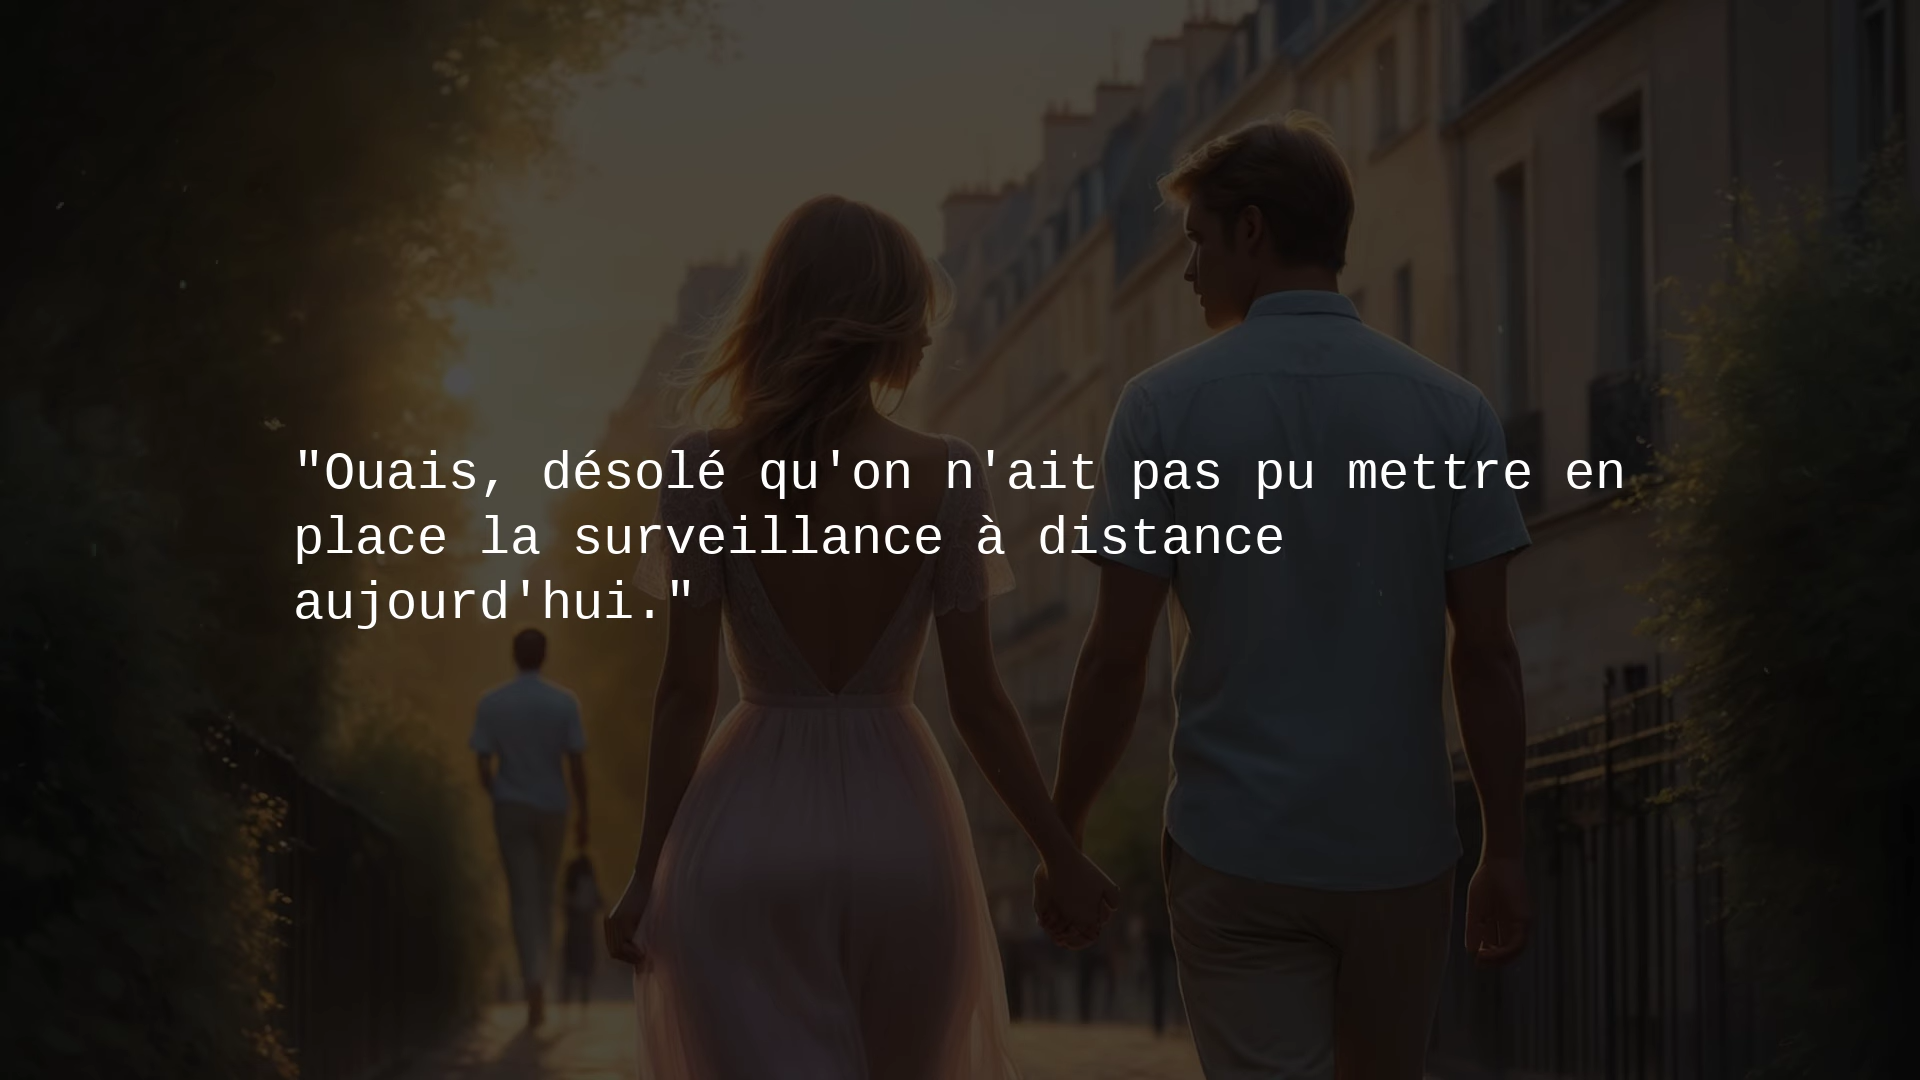 "Ouais, désolé qu'on n'ait pas pu mettre en
place la surveillance à distance
aujourd'hui."